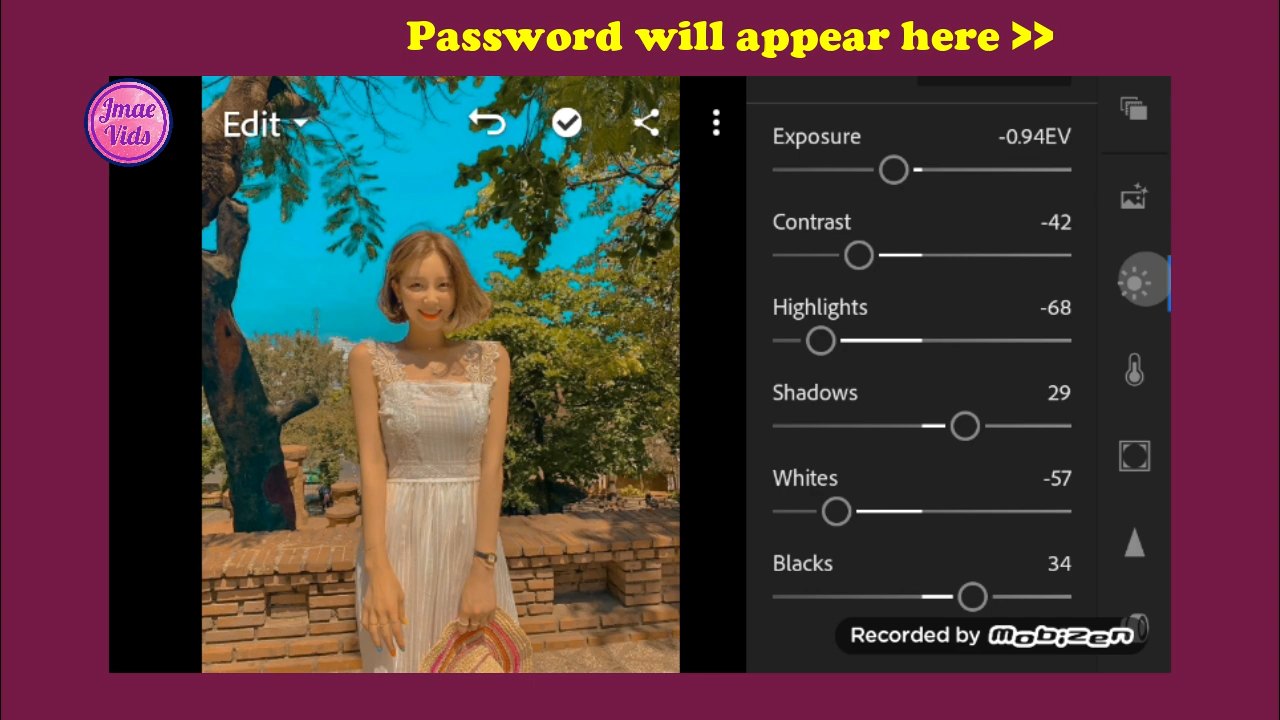 Password will appear here >>
Jmae
Vids
Edit
Exposure -0.94EV
Contrast -42
Highlights -68
Shadows 29
Whites -57
Blacks 34
Recorded by mobizen